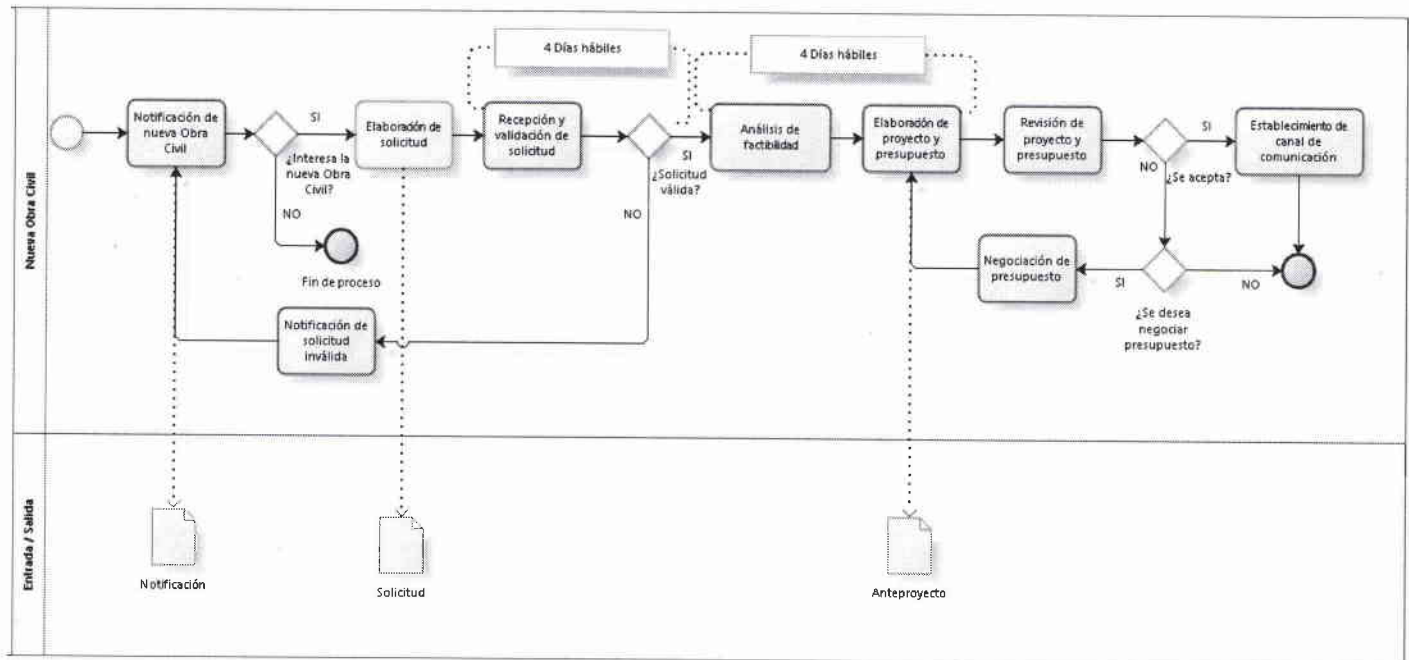 Nueva Obra Civil
4 Días hábiles
4 Días hábiles
Notificación de
nueva Obra
Civil
SI
¿Interesa la
nueva Obra
Civil?
NO
Fin de proceso
Elaboración de
solicitud
Recepción y
validación de
solicitud
SI
¿Solicitud
válida?
NO
Notificación de
solicitud
inválida
Análisis de
factibilidad
Elaboración de
proyecto y
presupuesto
Revisión de
proyecto y
presupuesto
SI
NO
¿Se acepta?
Establecimiento de
canal de
comunicación
Negociación de
presupuesto
SI
NO
¿Se desea
negociar
presupuesto?
Entrada / Salida
Notificación
Solicitud
Anteproyecto